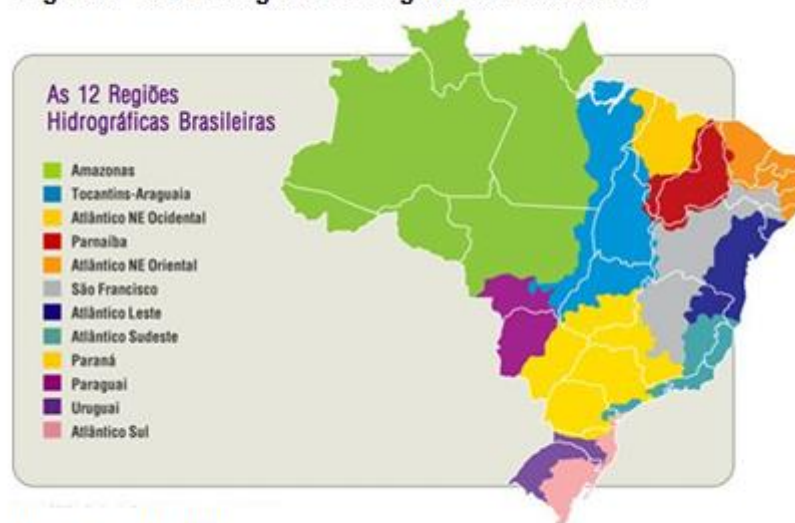 As 12 Regiões
Hidrográficas Brasileiras
Amazonas
Tocantins-Araguaia
Atlântico NE Ocidental
Parnaíba
Atlântico NE Oriental
São Francisco
Atlântico Leste
Atlântico Sudeste
Paraná
Paraguai
Uruguai
Atlântico Sul